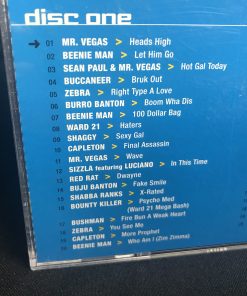 disc one
→ 01 MR. VEGAS > Heads High
02 BEENIE MAN > Let Him Go
03 SEAN PAUL & MR. VEGAS > Hot Gal Today
04 BUCCANEER > Bruk Out
05 ZEBRA > Right Type A Love
06 BURRO BANTON > Boom Wha Dis
07 BEENIE MAN > 100 Dollar Bag
08 WARD 21 > Haters
09 SHAGGY > Sexy Gal
10 CAPLETON > Final Assassin
11 MR. VEGAS > Wave
12 SIZZLA featuring LUCIANO > In This Time
13 RED RAT > Dwayne
14 BUJU BANTON > Fake Smile
15 SHABBA RANKS > X-Rated
16 BOUNTY KILLER > Psycho Med
(Ward 21 Mega Bash)
17 BUSHMAN > Fire Bun A Weak Heart
18 ZEBRA > You See Me
19 CAPLETON > More Prophet
20 BEENIE MAN > Who Am I (Zim Zimma)